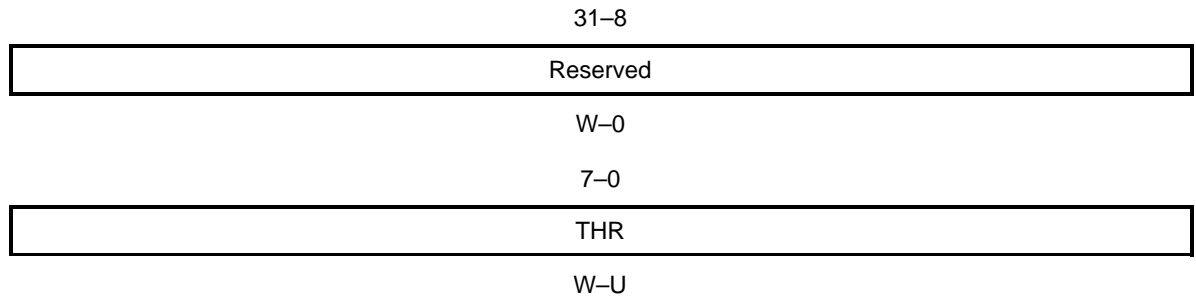 31–8
Reserved
W–0
7–0
THR
W–U